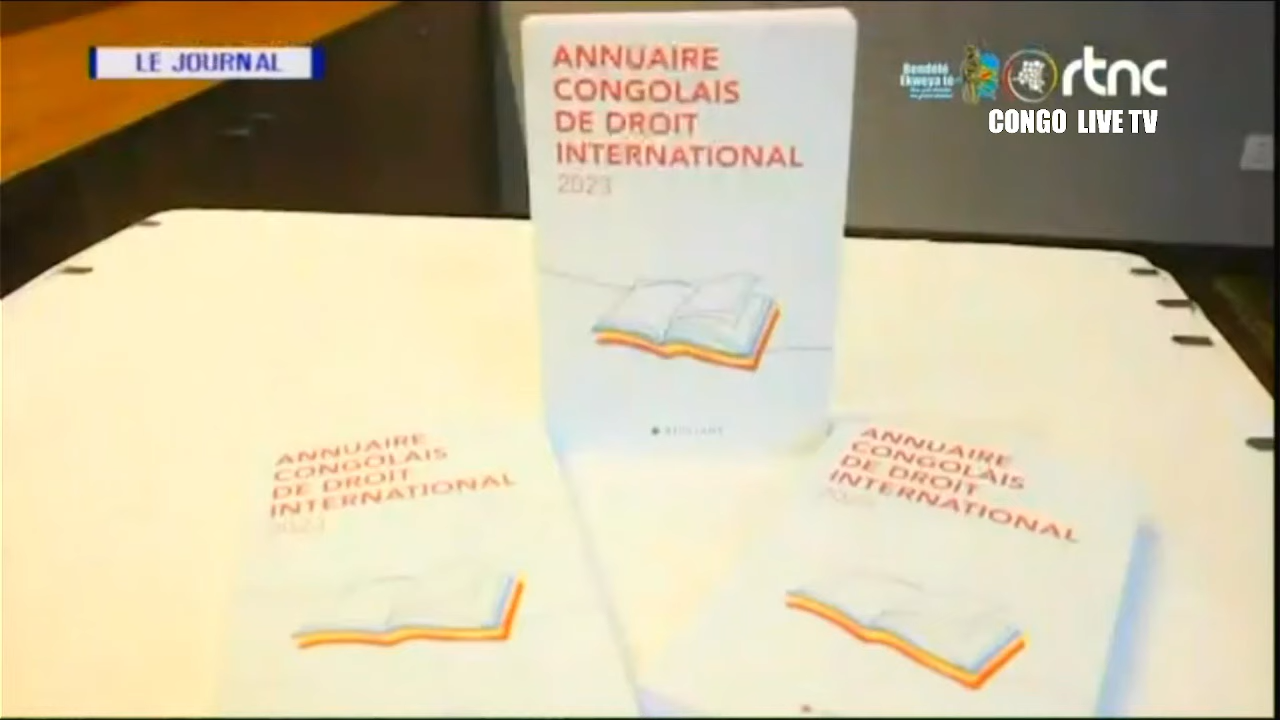 LE JOURNAL
rtnc
CONGO LIVE TV
ANNUAIRE
CONGOLAIS
DE DROIT
INTERNATIONAL
2023
ANNUAIRE
CONGOLAIS
DE DROIT
INTERNATIONAL
2023
ANNUAIRE
CONGOLAIS
DE DROIT
INTERNATIONAL